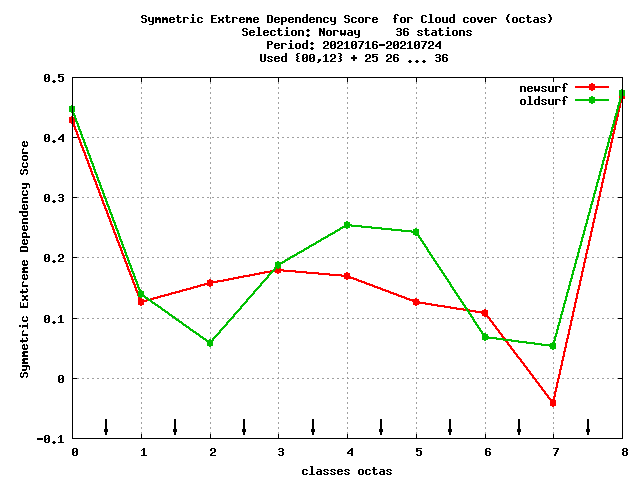 Symmetric Extreme Dependency Score  for Cloud cover (octas)
Selection: Norway     36 stations
Period: 20210716-20210724
Used {00,12} + 25 26 ... 36
newsurf
oldsurf
Symmetric Extreme Dependency Score
0.5
0.4
0.3
0.2
0.1
0
-0.1
0 1 2 3 4 5 6 7 8
classes octas